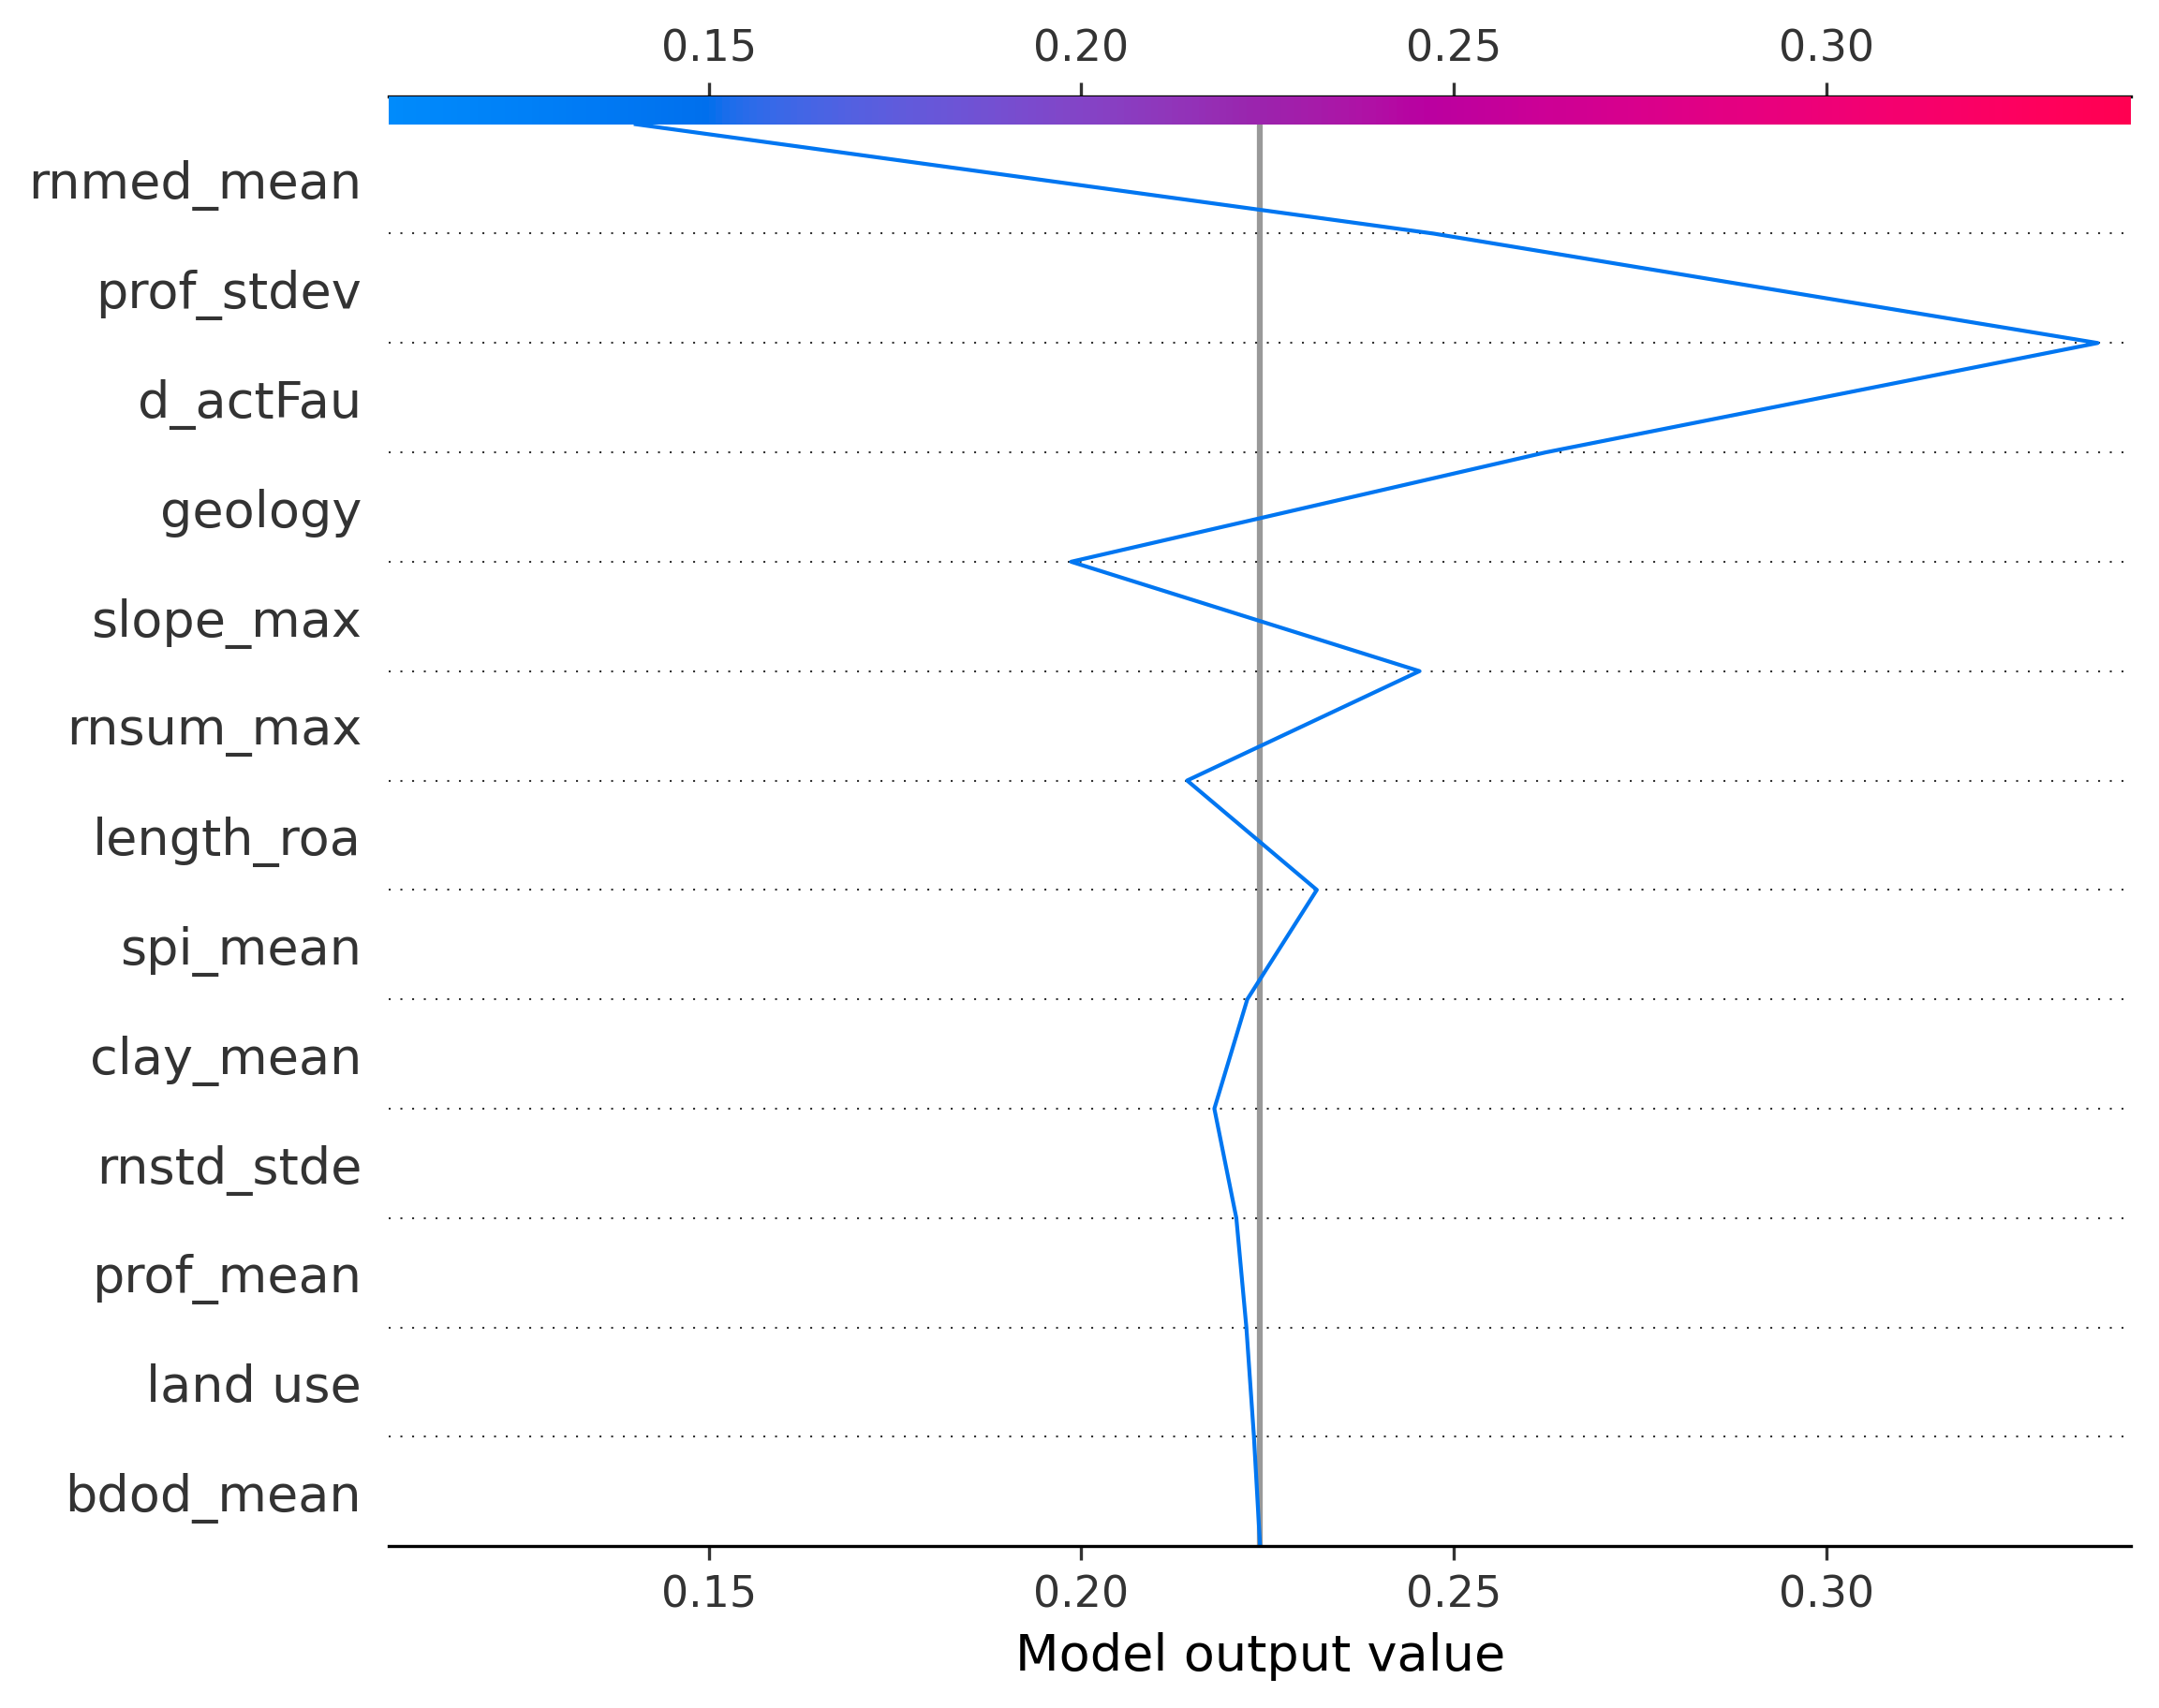 0.15 0.20 0.25 0.30
rnmed_mean
prof_stdev
d_actFau
geology
slope_max
rnsum_max
length_roa
spi_mean
clay_mean
rnstd_stde
prof_mean
land use
bdod_mean
0.15 0.20 0.25 0.30
Model output value